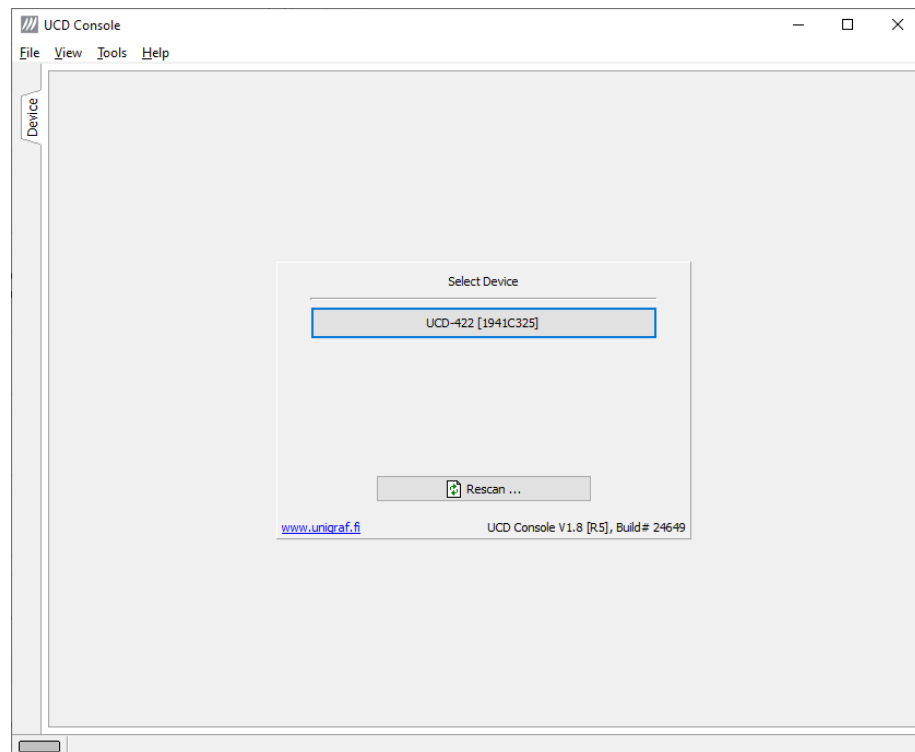 UCD Console
File View Tools Help
Device
Select Device
UCD-422 [1941C325]
Rescan ...
www.unigraf.fi UCD Console V1.8 [R5], Build# 24649